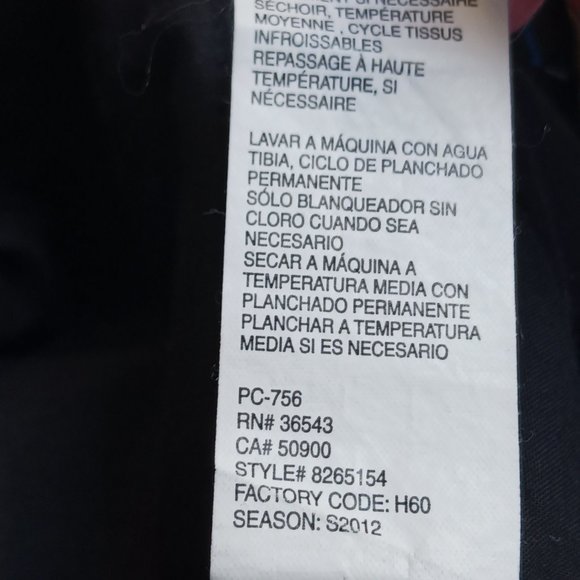 SI NÉCESSAIRE
SÉCHOIR, TEMPÉRATURE
MOYENNE , CYCLE TISSUS
INFROISSABLES
REPASSAGE À HAUTE
TEMPÉRATURE, SI
NÉCESSAIRE
LAVAR A MÁQUINA CON AGUA
TIBIA, CICLO DE PLANCHADO
PERMANENTE
SÓLO BLANQUEADOR SIN
CLORO CUANDO SEA
NECESARIO
SECAR A MÁQUINA A
TEMPERATURA MEDIA CON
PLANCHADO PERMANENTE
PLANCHAR A TEMPERATURA
MEDIA SI ES NECESARIO
PC-756
RN# 36543
CA# 50900
STYLE# 8265154
FACTORY CODE: H60
SEASON: S2012